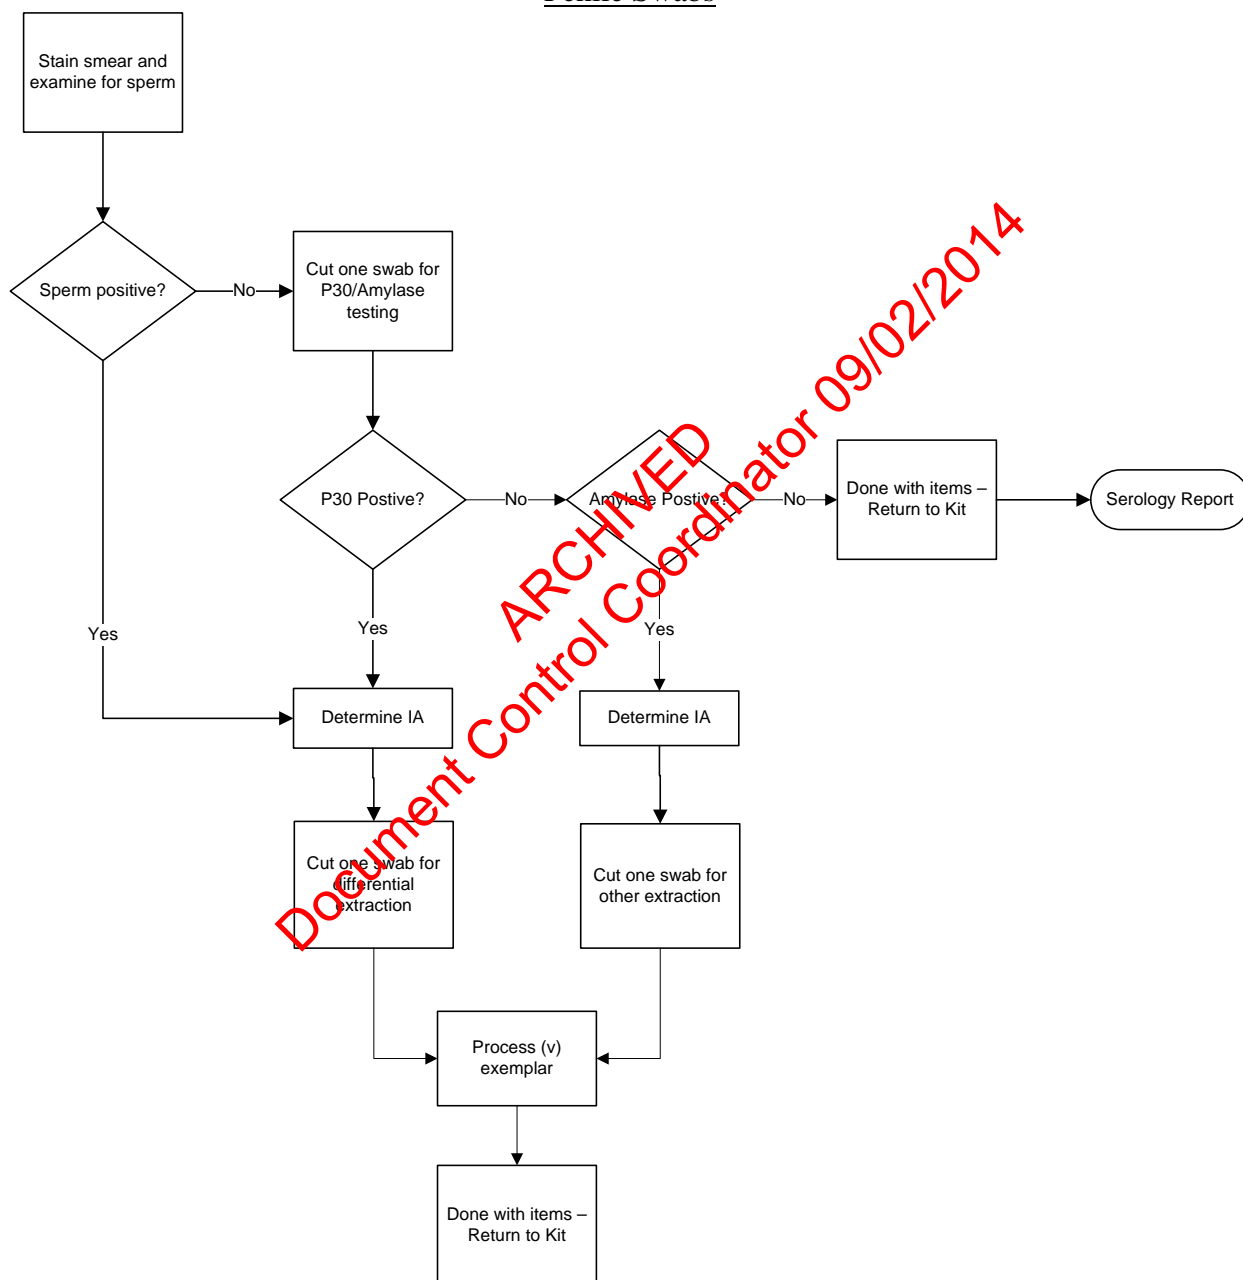 Penile Swabs
Stain smear and
examine for sperm
Sperm positive?
No
Cut one swab for
P30/Amylase
testing
P30 Postive?
No
Amylase Postive?
No
Done with items –
Return to Kit
Serology Report
Yes
Yes
Yes
Determine IA
Determine IA
Cut one swab for
differential
extraction
Cut one swab for
other extraction
Process (v)
exemplar
Done with items –
Return to Kit
ARCHIVED
Document Control Coordinator 09/02/2014